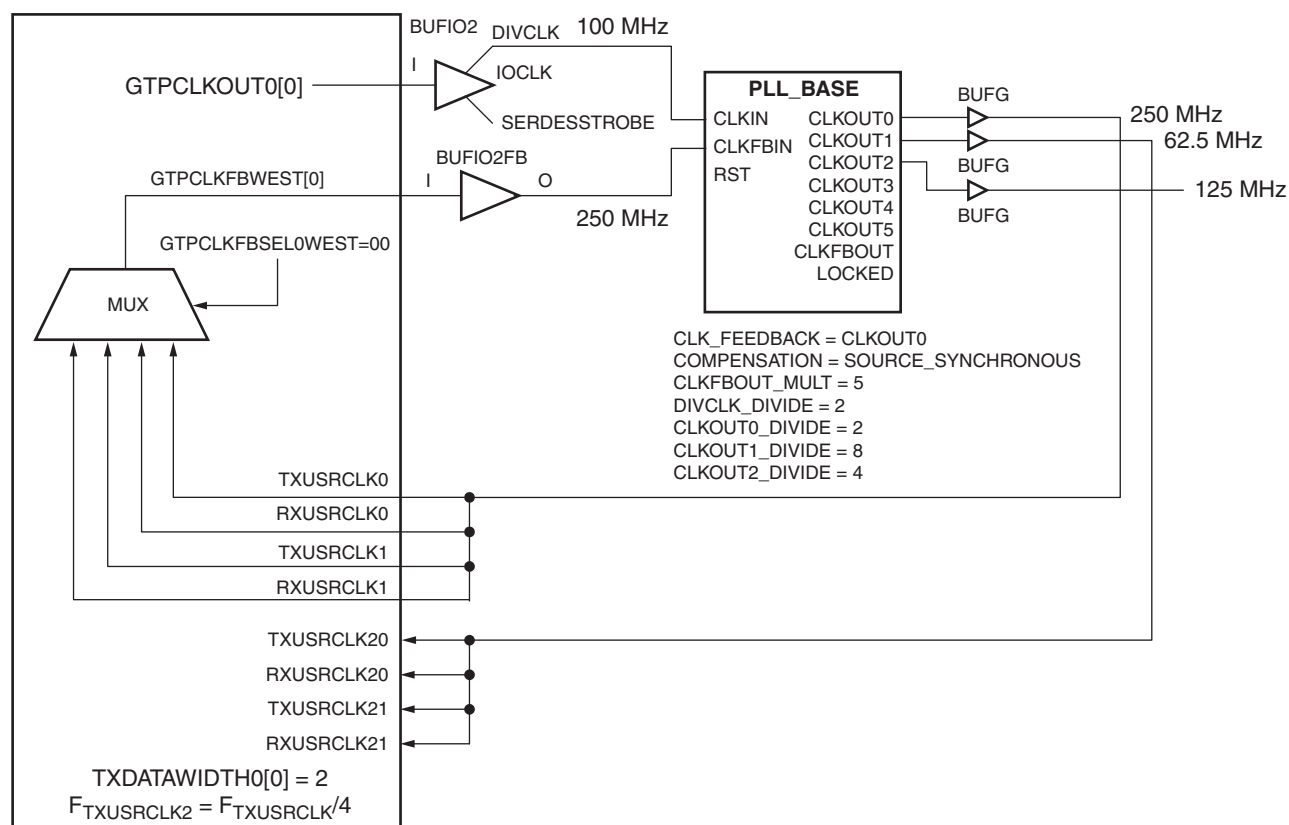 BUFIO2
DIVCLK 100 MHz
GTPCLKOUT0[0]
I
IOCLK
SERDESSTROBE
BUFIO2FB
GTPCLKFBWEST[0]
I
O
250 MHz
GTPCLKFBSEL0WEST=00
MUX
PLL_BASE
CLKIN
CLKFBIN
RST
CLKOUT0
CLKOUT1
CLKOUT2
CLKOUT3
CLKOUT4
CLKOUT5
CLKFBOUT
LOCKED
BUFG
250 MHz
62.5 MHz
BUFG
125 MHz
BUFG
CLK_FEEDBACK = CLKOUT0
COMPENSATION = SOURCE_SYNCHRONOUS
CLKFBOUT_MULT = 5
DIVCLK_DIVIDE = 2
CLKOUT0_DIVIDE = 2
CLKOUT1_DIVIDE = 8
CLKOUT2_DIVIDE = 4
TXUSRCLK0
RXUSRCLK0
TXUSRCLK1
RXUSRCLK1
TXUSRCLK20
RXUSRCLK20
TXUSRCLK21
RXUSRCLK21
TXDATAWIDTH0[0] = 2
FTXUSRCLK2 = FTXUSRCLK/4